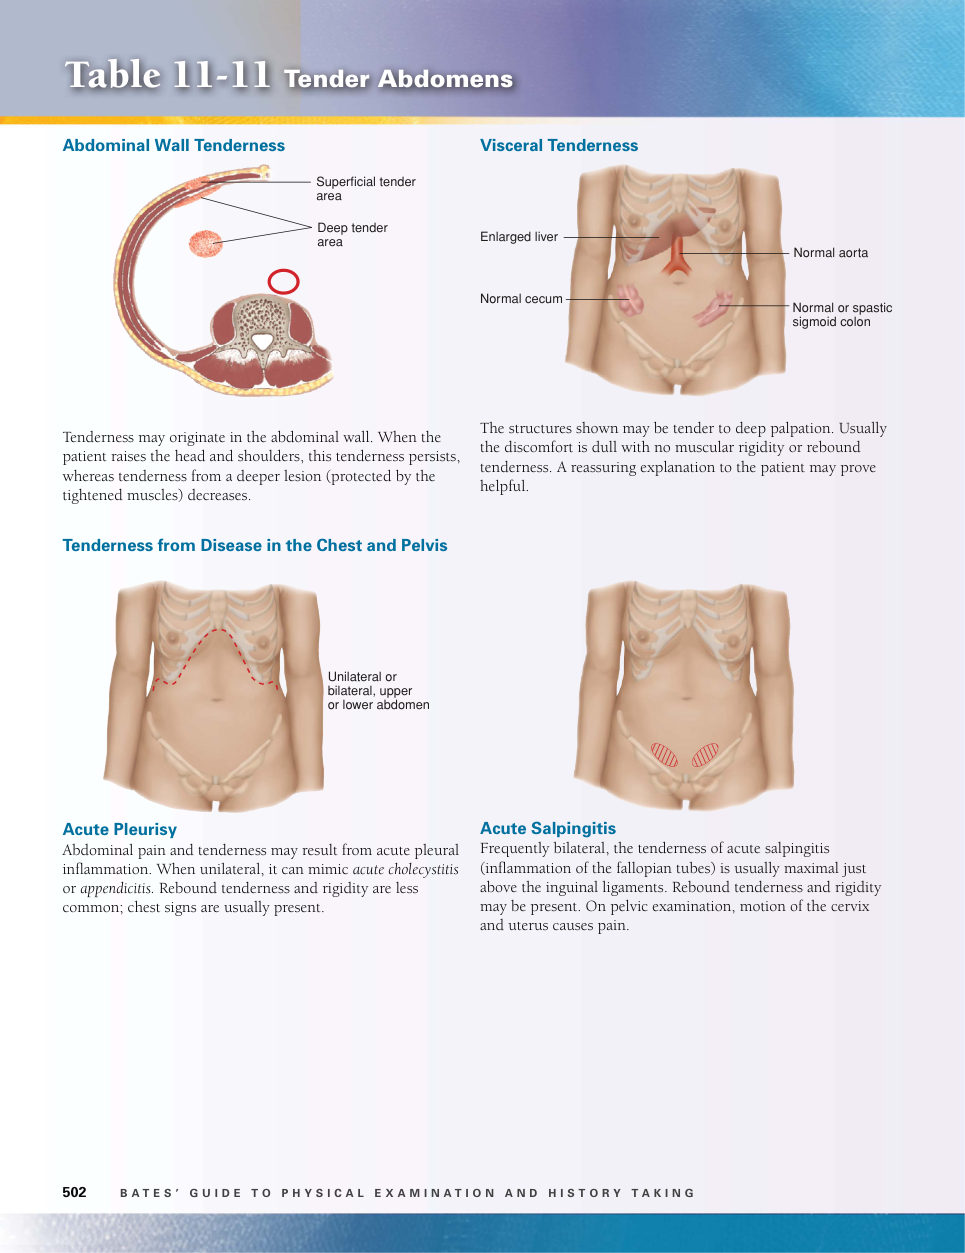 Table 11-11 Tender Abdomens
Abdominal Wall Tenderness
Superficial tender
area
Deep tender
area
Tenderness may originate in the abdominal wall. When the
patient raises the head and shoulders, this tenderness persists,
whereas tenderness from a deeper lesion (protected by the
tightened muscles) decreases.
Visceral Tenderness
Enlarged liver
Normal aorta
Normal cecum
Normal or spastic
sigmoid colon
The structures shown may be tender to deep palpation. Usually
the discomfort is dull with no muscular rigidity or rebound
tenderness. A reassuring explanation to the patient may prove
helpful.
Tenderness from Disease in the Chest and Pelvis
Unilateral or
bilateral, upper
or lower abdomen
Acute Pleurisy
Abdominal pain and tenderness may result from acute pleural
inflammation. When unilateral, it can mimic acute cholecystitis
or appendicitis. Rebound tenderness and rigidity are less
common; chest signs are usually present.
Acute Salpingitis
Frequently bilateral, the tenderness of acute salpingitis
(inflammation of the fallopian tubes) is usually maximal just
above the inguinal ligaments. Rebound tenderness and rigidity
may be present. On pelvic examination, motion of the cervix
and uterus causes pain.
502 BATES' GUIDE TO PHYSICAL EXAMINATION AND HISTORY TAKING